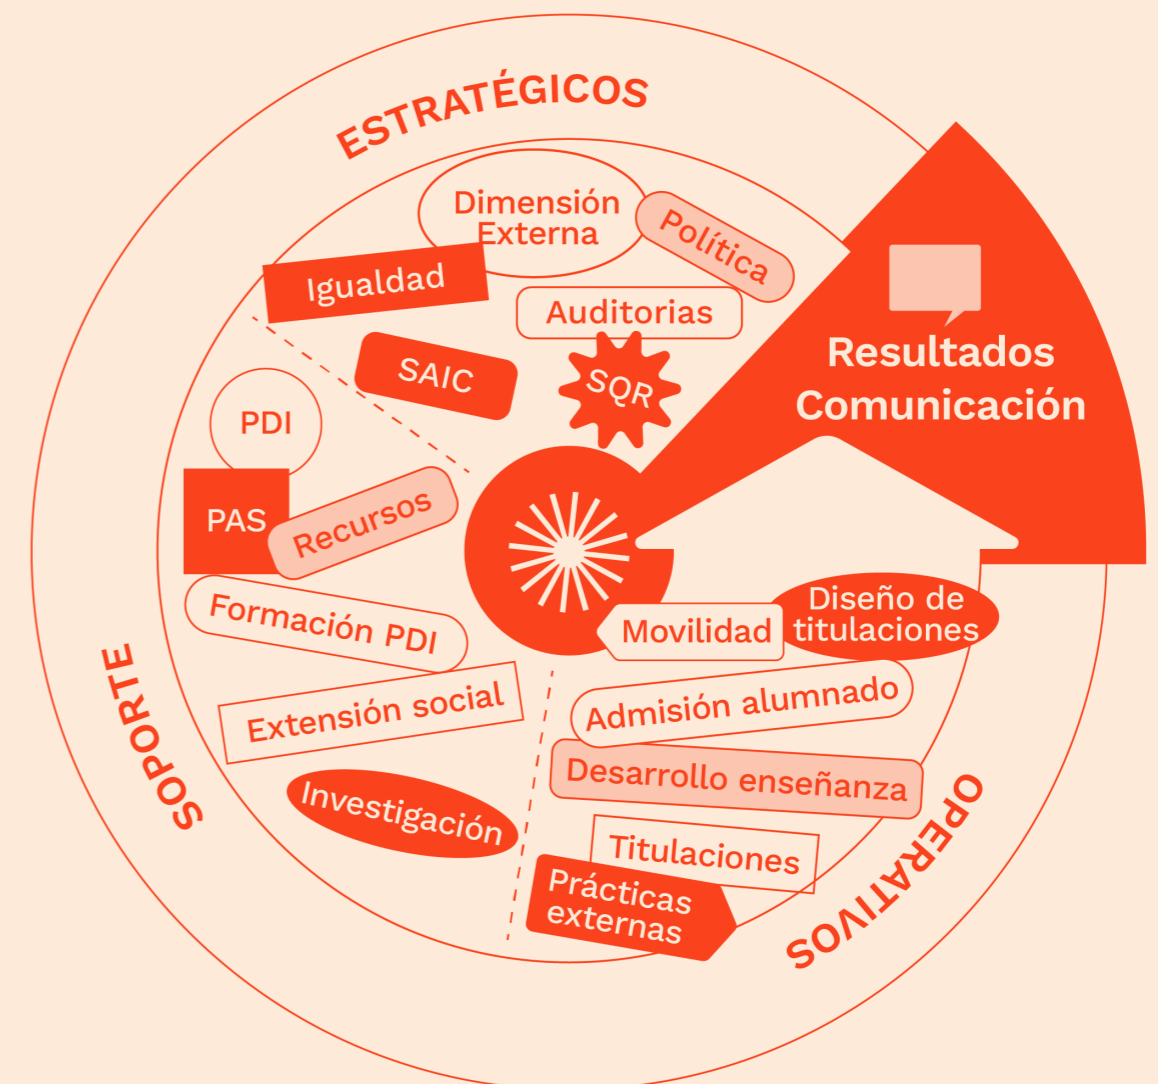 ESTRATÉGICOS
Dimensión
Externa
Política
Igualdad
Auditorias
SAIC
SQR
Resultados
Comunicación
SOPORTE
PDI
PAS
Recursos
Formación PDI
Extensión social
Investigación
OPERATIVOS
Diseño de
titulaciones
Movilidad
Admisión alumnado
Desarrollo enseñanza
Titulaciones
Prácticas
externas